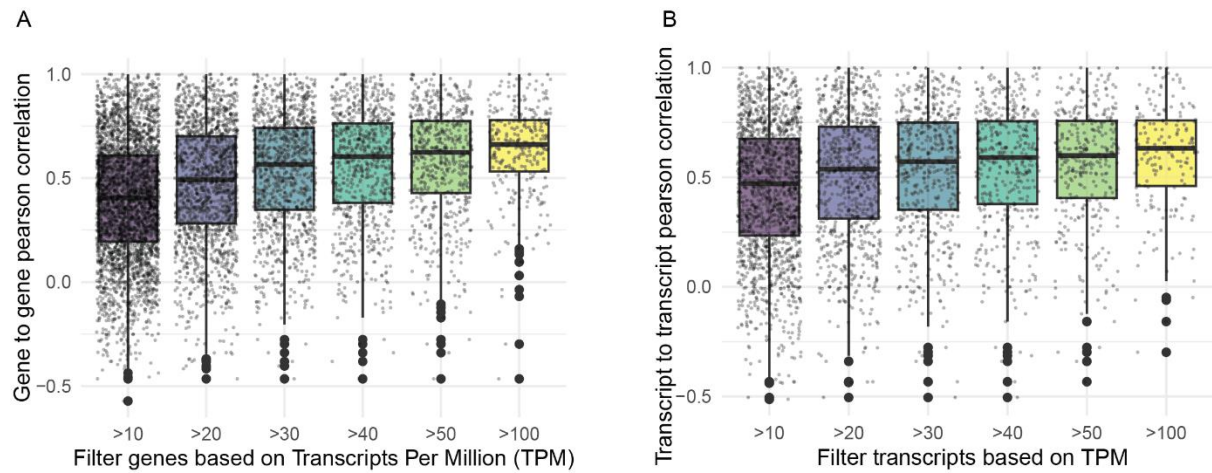 A
Gene to gene pearson correlation
1.0
0.5
0.0
−0.5
>10 >20 >30 >40 >50 >100
Filter genes based on Transcripts Per Million (TPM)
B
Transcript to transcript pearson correlation
1.0
0.5
0.0
−0.5
>10 >20 >30 >40 >50 >100
Filter transcripts based on TPM